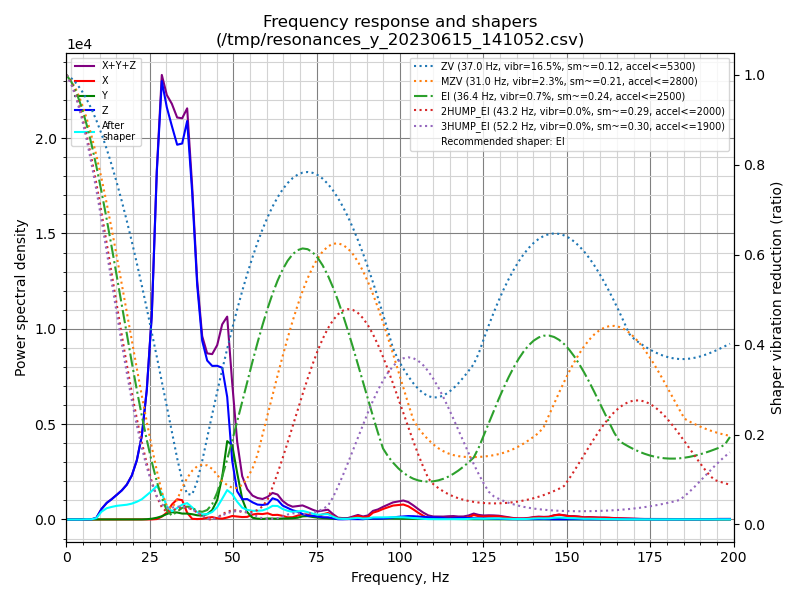 Frequency response and shapers
(/tmp/resonances_y_20230615_141052.csv)
1e4
X+Y+Z
X
Y
Z
After
shaper
ZV (37.0 Hz, vibr=16.5%, sm~=0.12, accel<=5300)
MZV (31.0 Hz, vibr=2.3%, sm~=0.21, accel<=2800)
EI (36.4 Hz, vibr=0.7%, sm~=0.24, accel<=2500)
2HUMP_EI (43.2 Hz, vibr=0.0%, sm~=0.29, accel<=2000)
3HUMP_EI (52.2 Hz, vibr=0.0%, sm~=0.30, accel<=1900)
Recommended shaper: EI
Power spectral density
2.0
1.5
1.0
0.5
0.0
1.0
0.8
0.6
0.4
0.2
0.0
Shaper vibration reduction (ratio)
0 25 50 75 100 125 150 175 200
Frequency, Hz